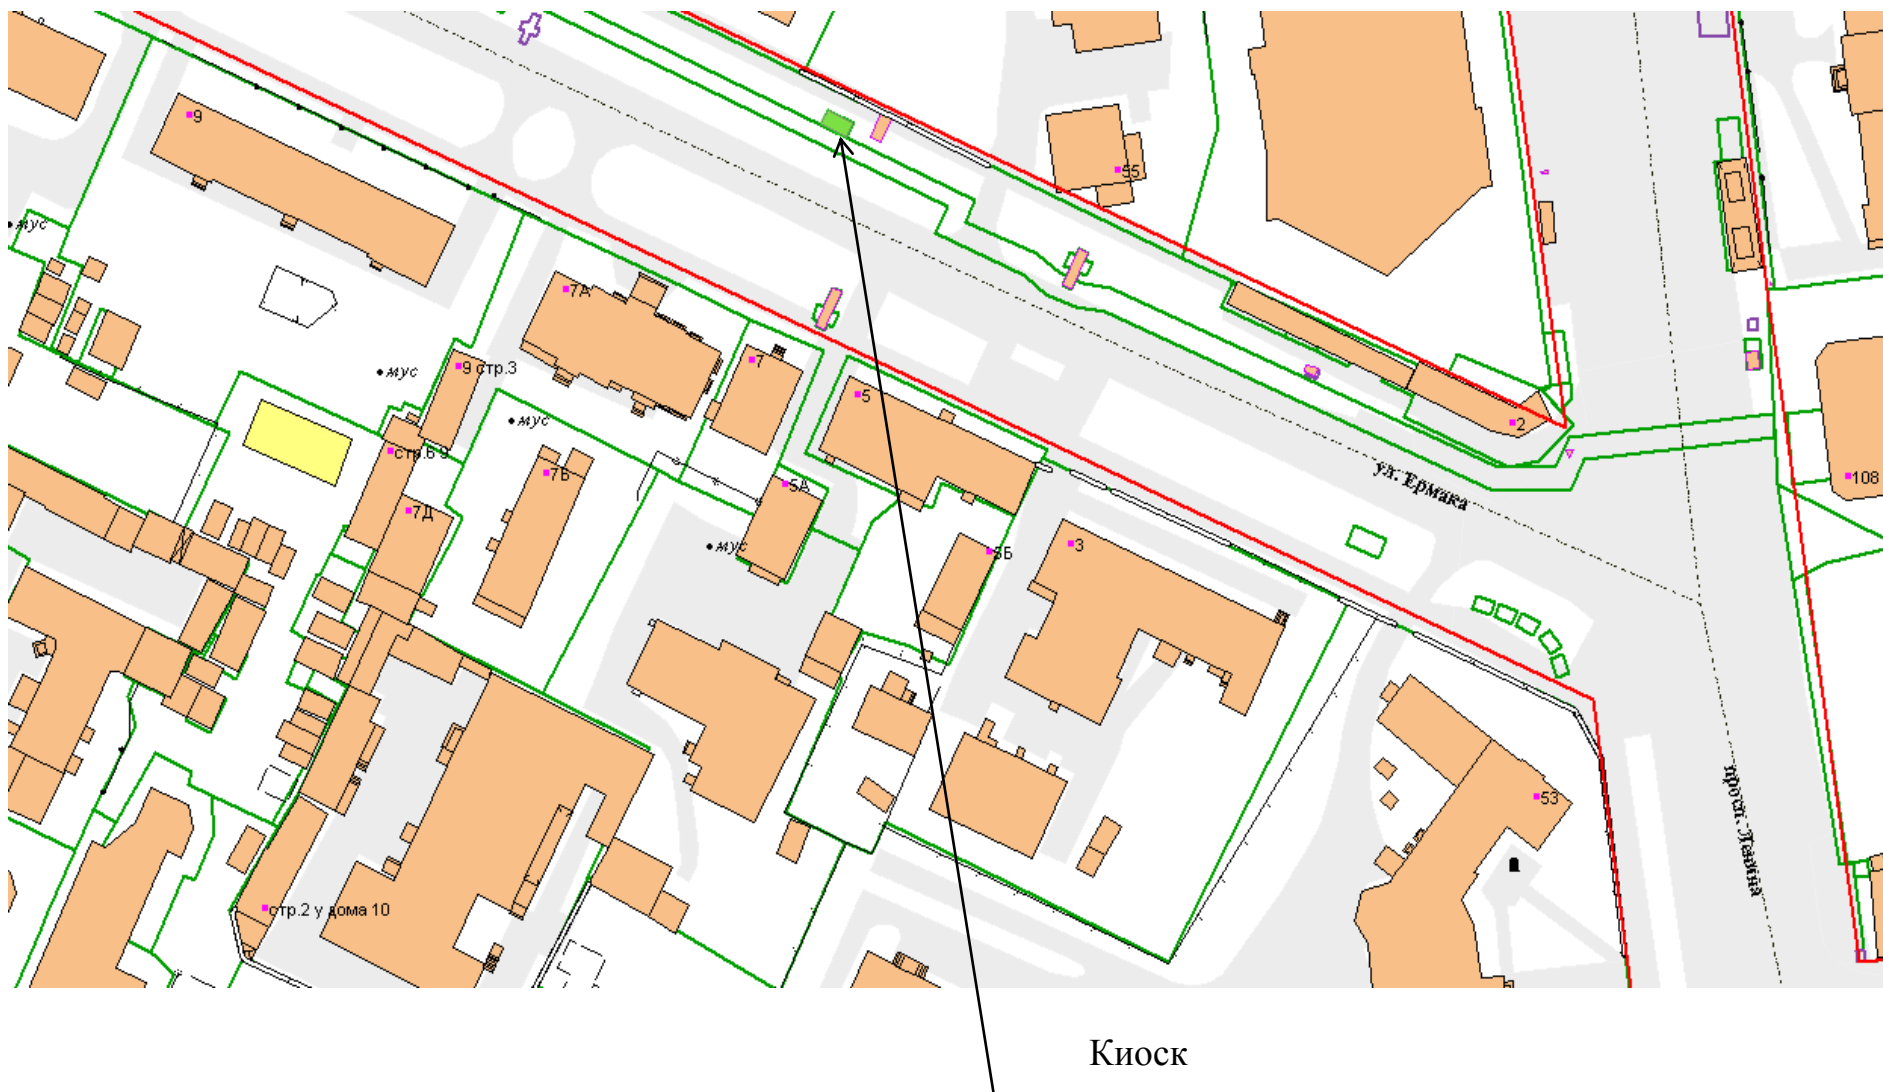 9
55
мус
7А
7
9 стр.3
мус
5
2
мус
стр.6 9
7Б
5А
ул. Ермака
108
7Д
мус
5Б
3
просп. Ленина
53
стр.2 у дома 10
Киоск